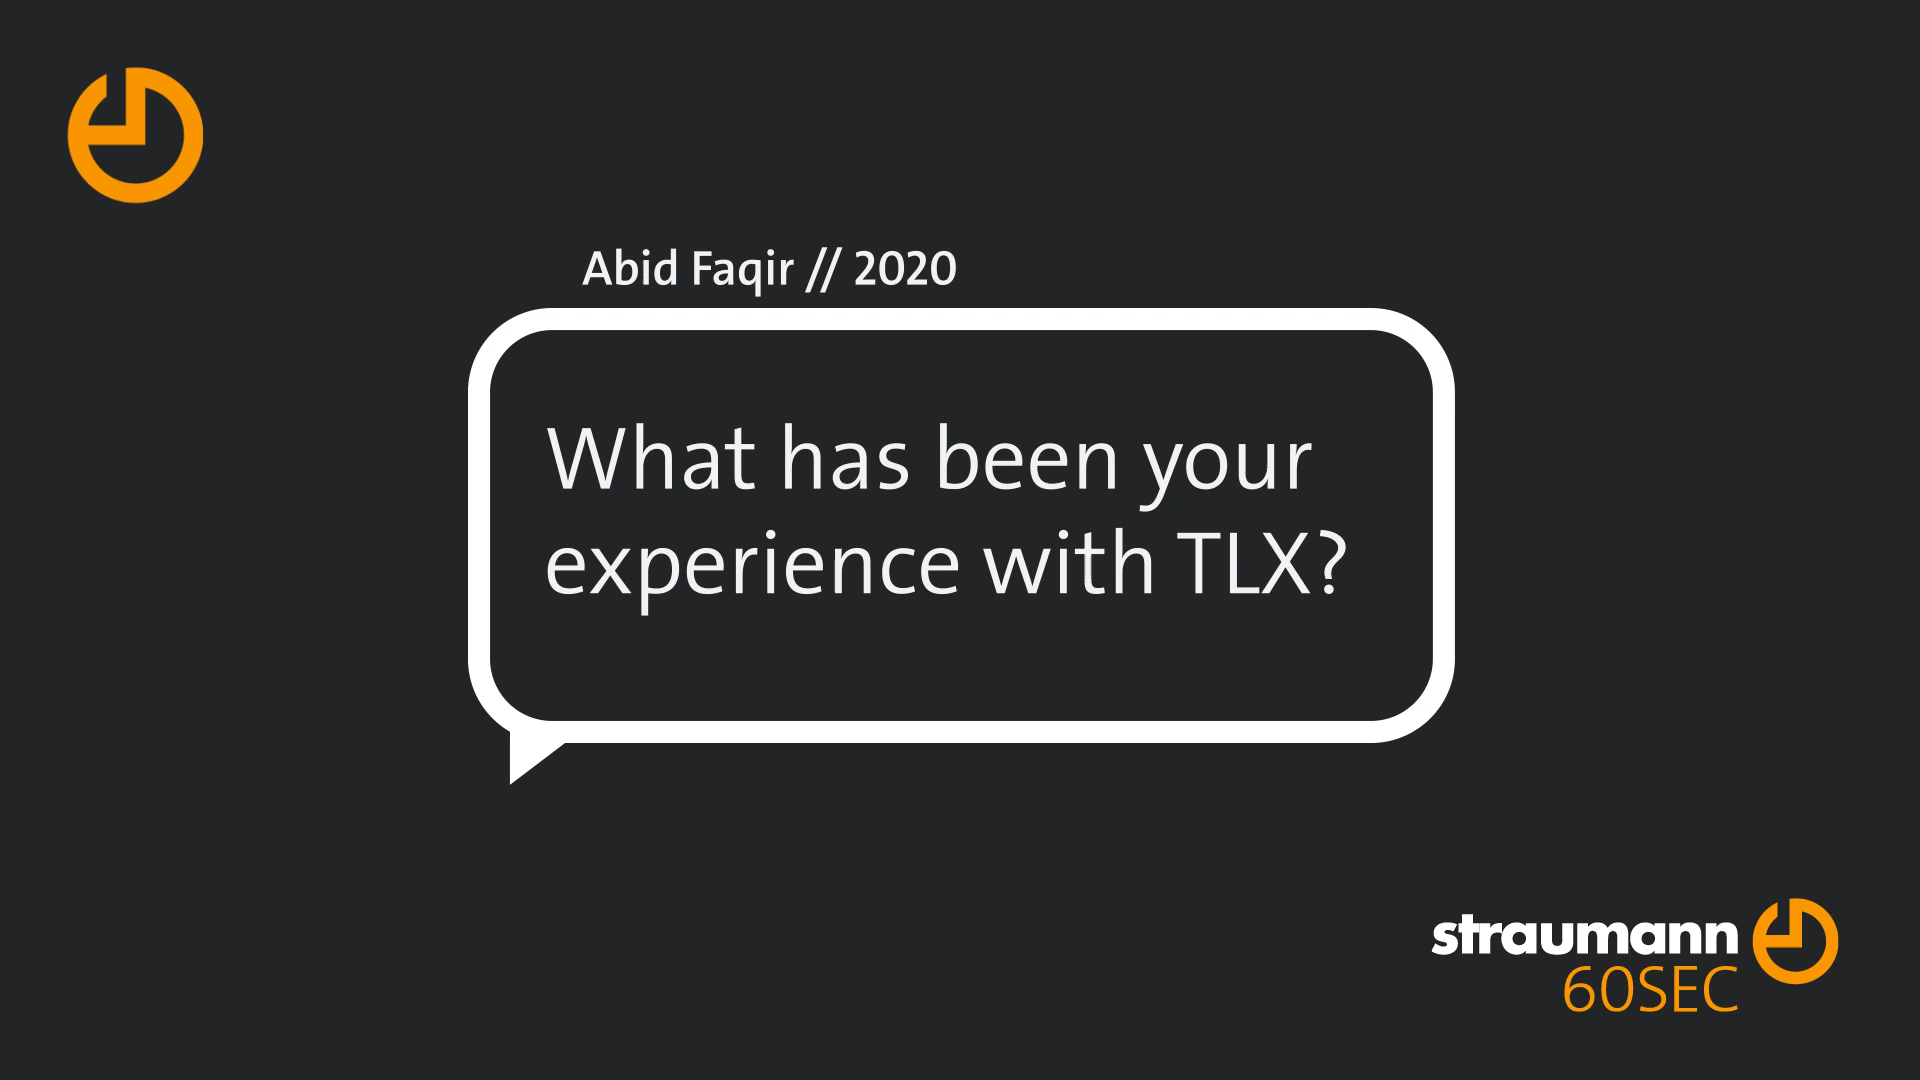 Abid Faqir // 2020
What has been your
experience with TLX?
straumann
60SEC